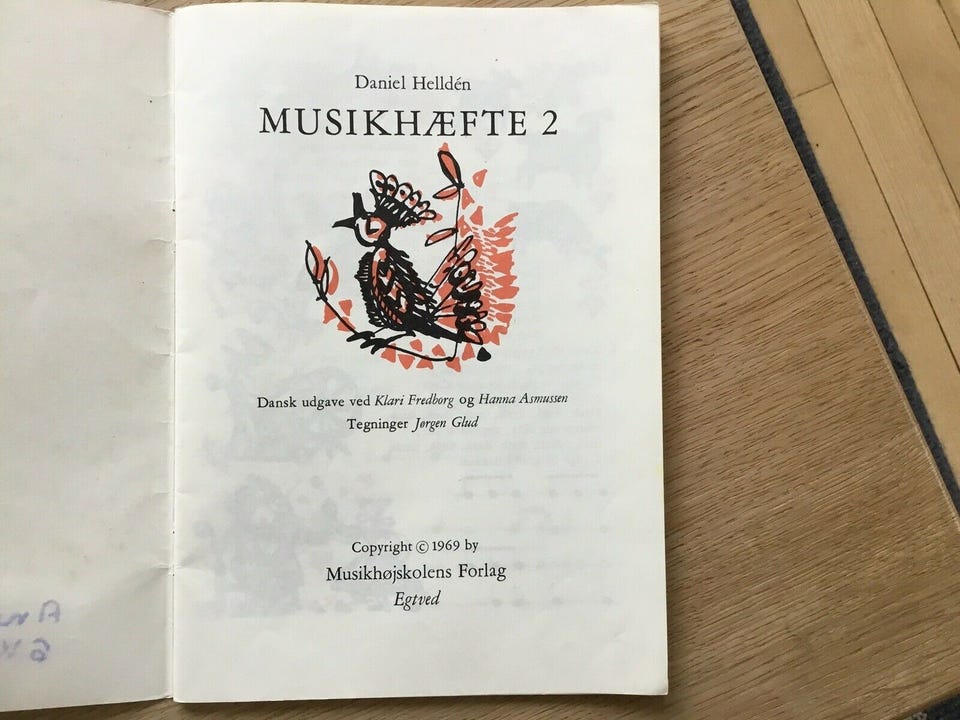 Daniel Helldén
MUSIKHÆFTE 2
Dansk udgave ved Klari Fredborg og Hanna Asmussen
Tegninger Jørgen Glud
Copyright © 1969 by
Musikhøjskolens Forlag
Egtved